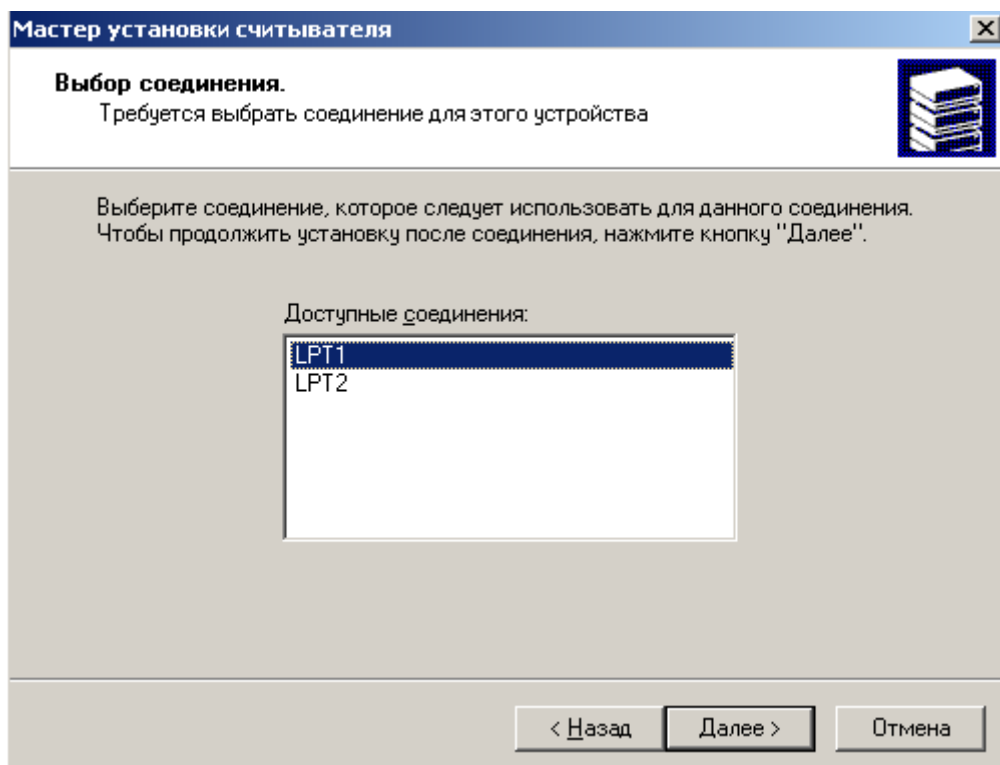 Мастер установки считывателя
Выбор соединения.
Требуется выбрать соединение для этого устройства
Выберите соединение, которое следует использовать для данного соединения.
Чтобы продолжить установку после соединения, нажмите кнопку "Далее".
Доступные соединения:
LPT1
LPT2
< Назад
Далее >
Отмена